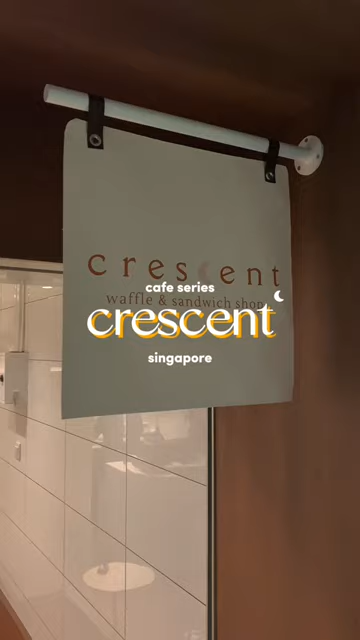 crescent
cafe series
waffle & sandwich shop
crescent
singapore